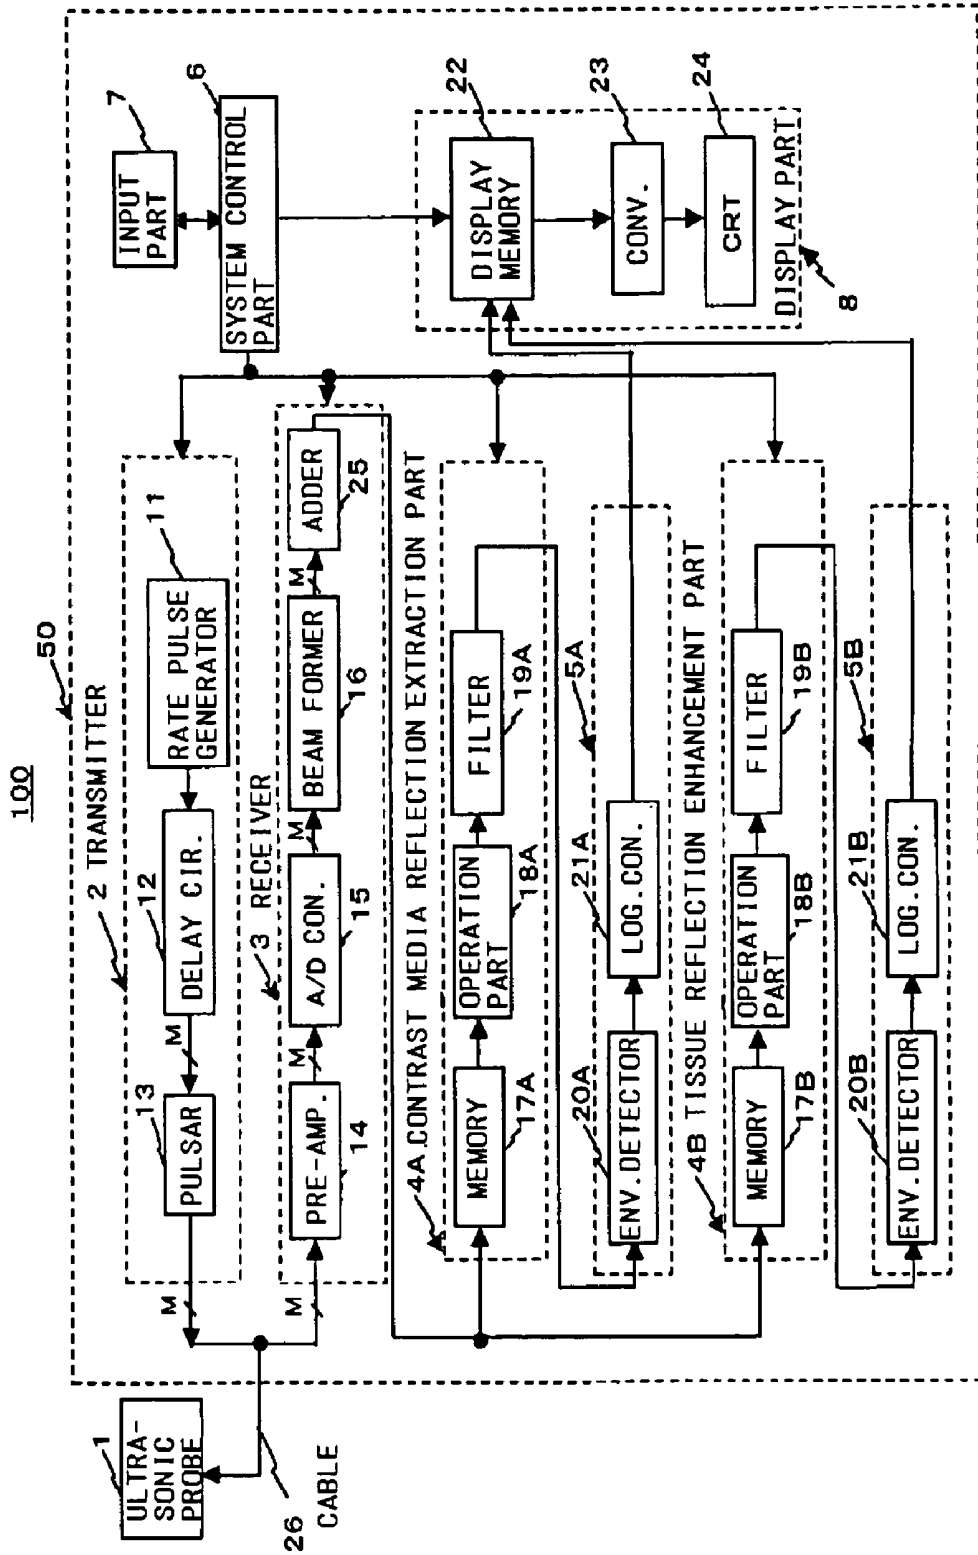 100
50
2 TRANSMITTER
11
RATE PULSE
GENERATOR
12
DELAY CIR.
M
13
PULSAR
M
1
ULTRA-
SONIC
PROBE
26
CABLE
3 RECEIVER
M
PRE-AMP.
14
M
A/D CON.
15
M
BEAM FORMER
16
M
ADDER
25
7
INPUT
PART
6
SYSTEM CONTROL
PART
4A CONTRAST MEDIA REFLECTION EXTRACTION PART
MEMORY
17A
OPERATION
PART
18A
FILTER
19A
5A
20A
ENV.DETECTOR
21A
LOG.CON.
4B TISSUE REFLECTION ENHANCEMENT PART
MEMORY
17B
OPERATION
PART
18B
FILTER
19B
5B
20B
ENV.DETECTOR
21B
LOG.CON.
22
DISPLAY
MEMORY
23
CONV.
24
CRT
DISPLAY PART
8